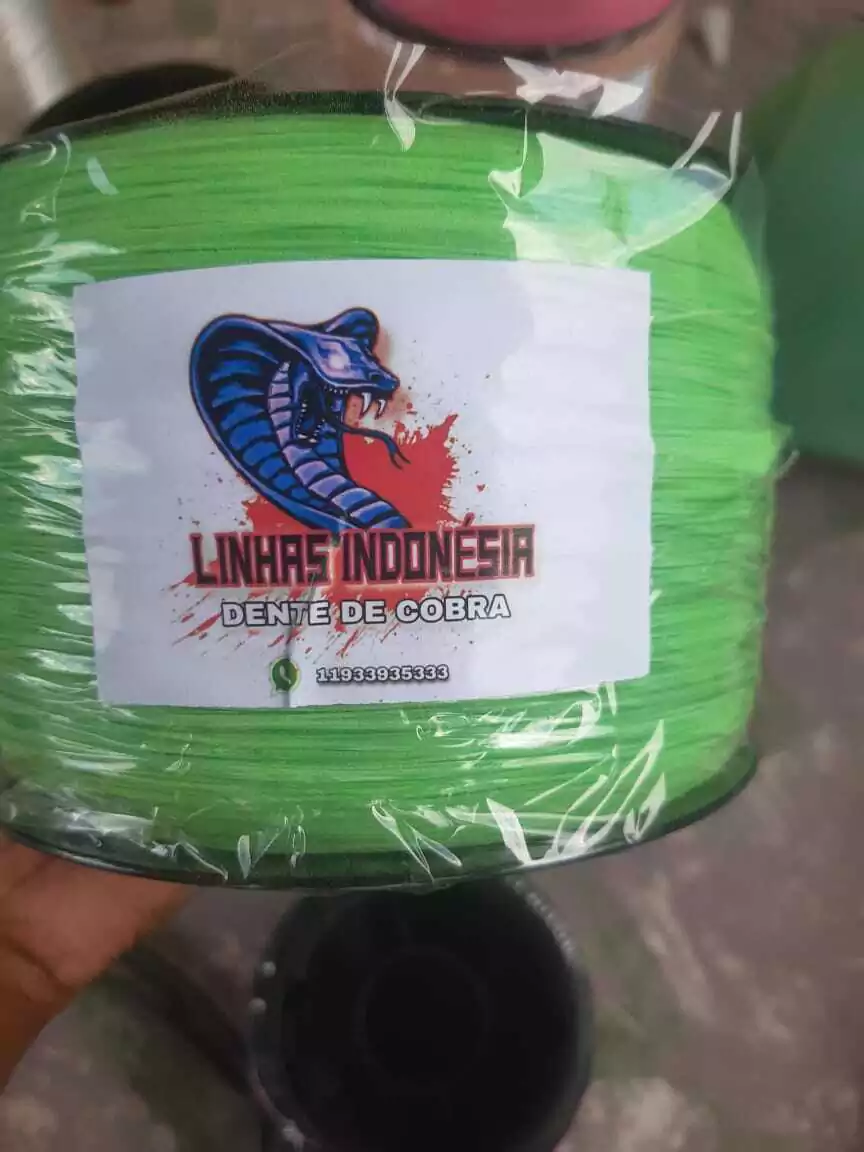 LINHAS INDONÉSIA
DENTE DE COBRA
11933935333